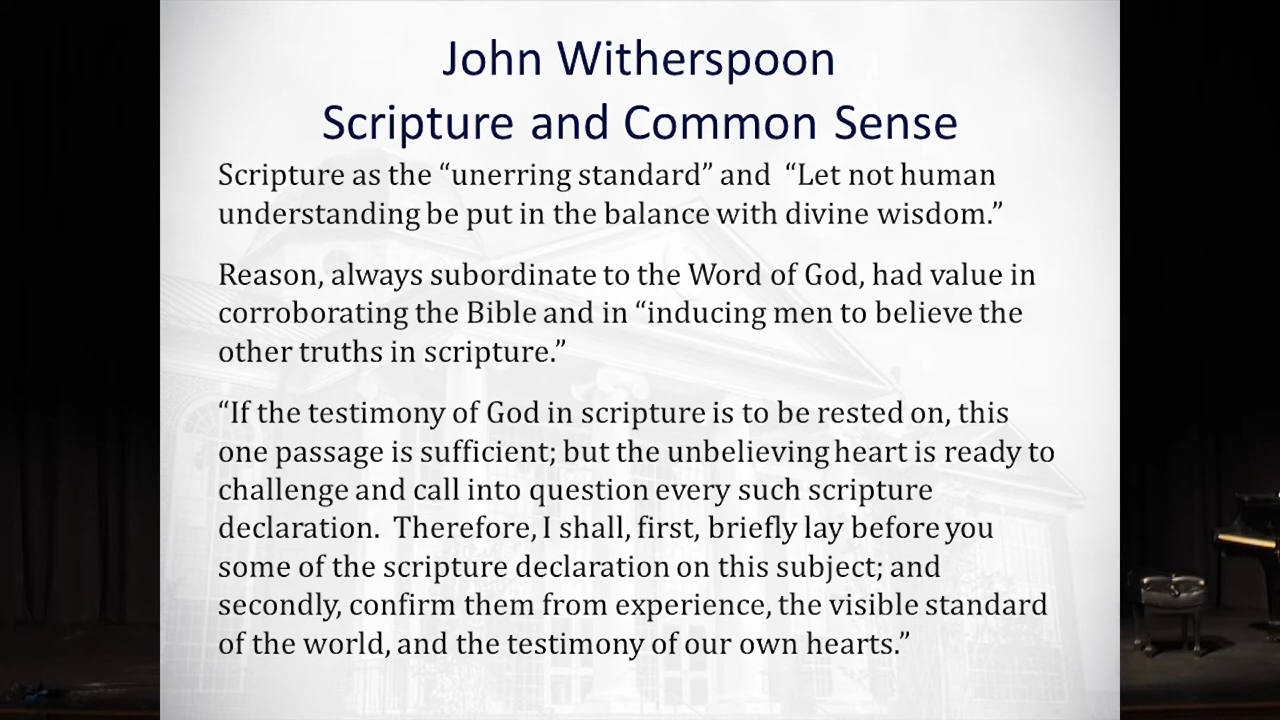 John Witherspoon
Scripture and Common Sense
Scripture as the “unerring standard” and “Let not human
understanding be put in the balance with divine wisdom.”
Reason, always subordinate to the Word of God, had value in
corroborating the Bible and in “inducing men to believe the
other truths in scripture.”
“If the testimony of God in scripture is to be rested on, this
one passage is sufficient; but the unbelieving heart is ready to
challenge and call into question every such scripture
declaration. Therefore, I shall, first, briefly lay before you
some of the scripture declaration on this subject; and
secondly, confirm them from experience, the visible standard
of the world, and the testimony of our own hearts.”